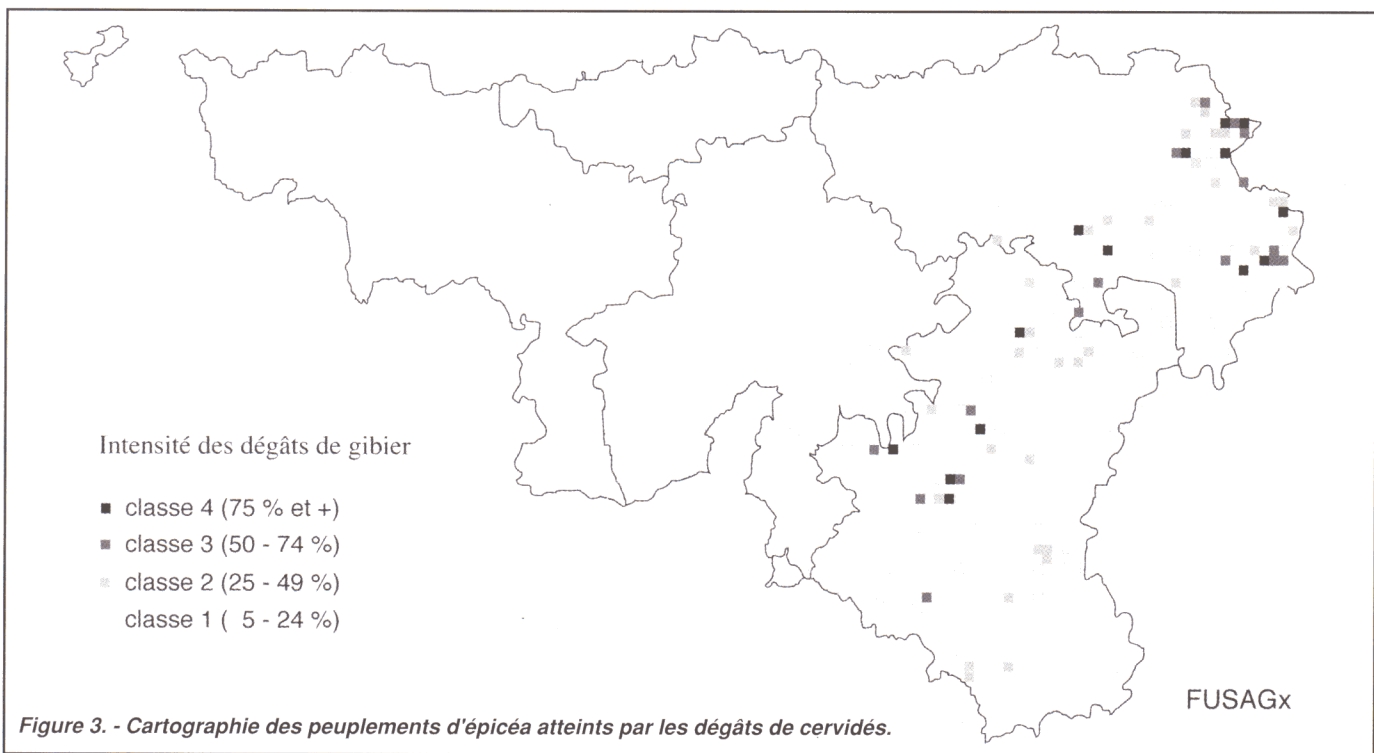 Intensité des dégâts de gibier
classe 4 (75 % et +)
classe 3 (50 - 74 %)
classe 2 (25 - 49 %)
classe 1 ( 5 - 24 %)
FUSAGx
Figure 3. - Cartographie des peuplements d'épicéa atteints par les dégâts de cervidés.